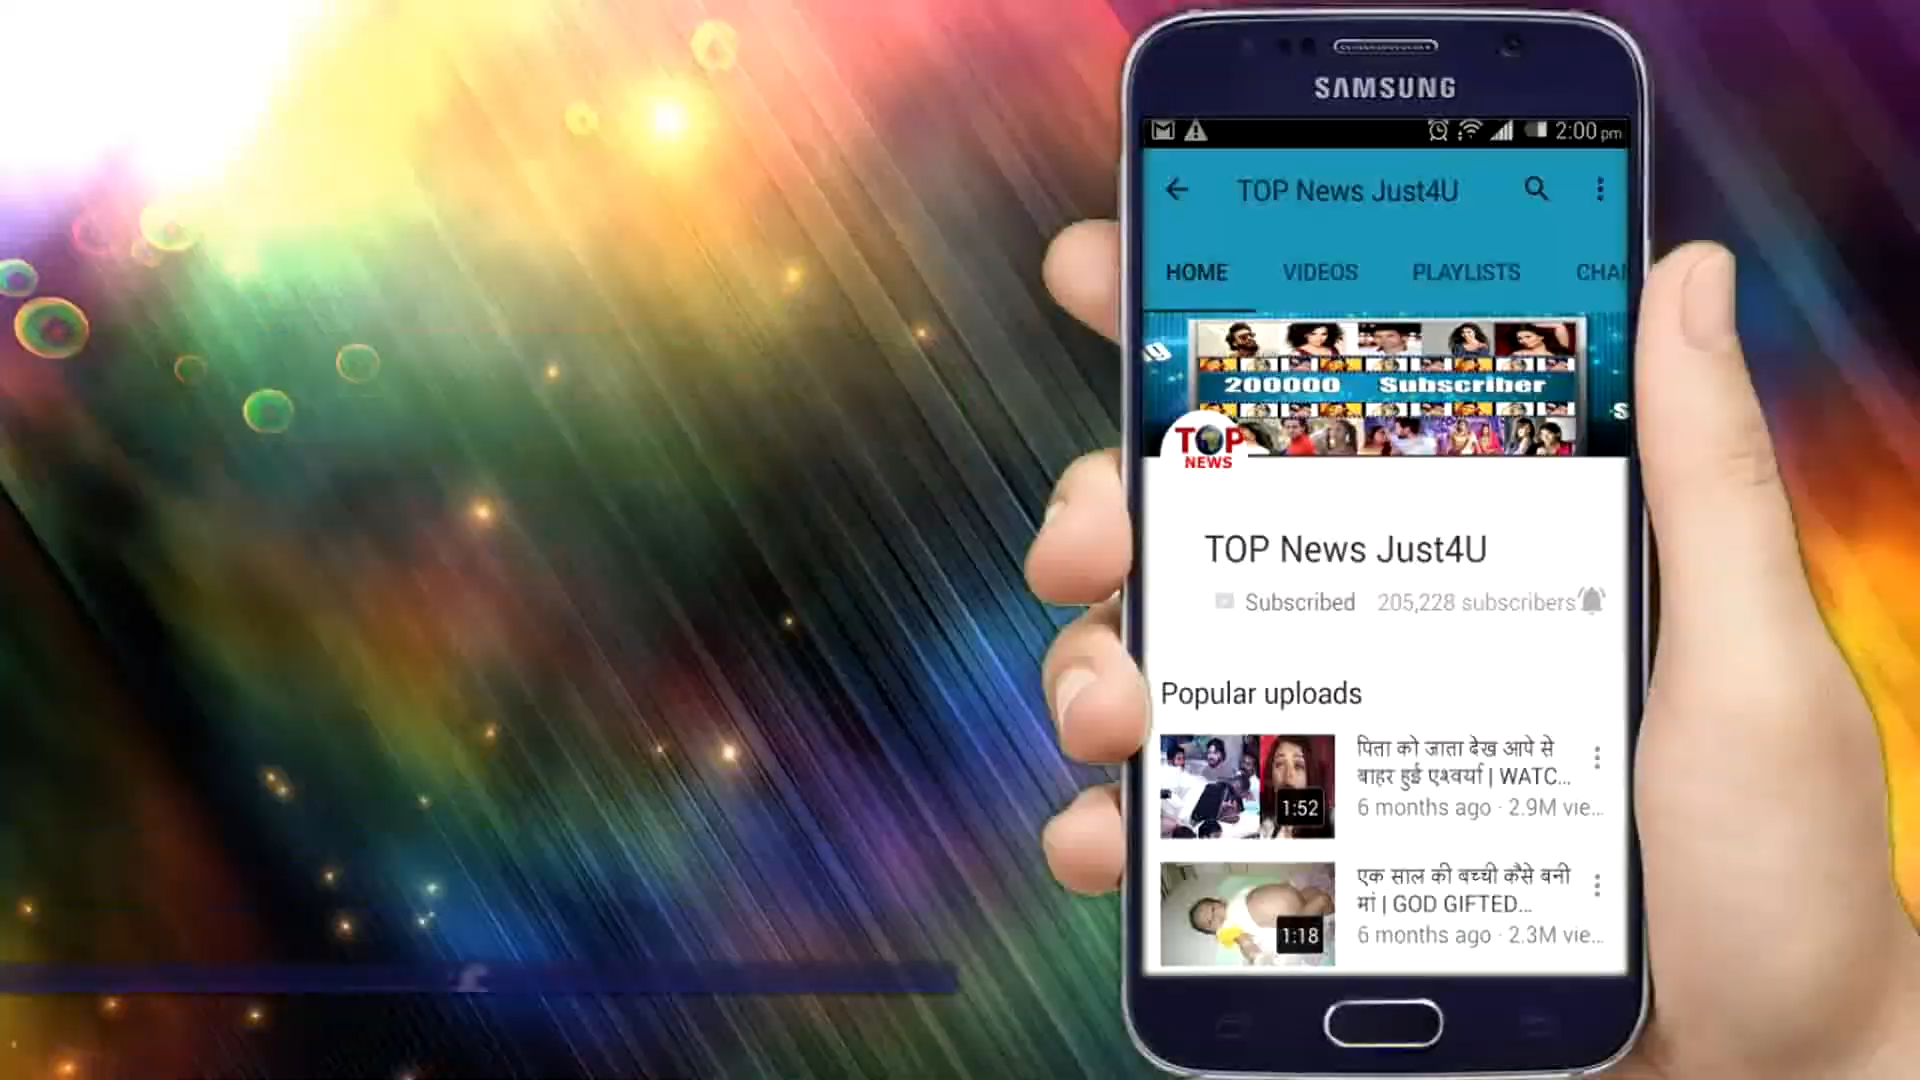 SAMSUNG
2:00 pm
TOP News Just4U
HOME VIDEOS PLAYLISTS CHAN
200000 Subscriber
TOP
NEWS
TOP News Just4U
Subscribed 205,228 subscribers
Popular uploads
पिता को जाता देख आपे से
बाहर हुई एश्वर्या | WATC...
6 months ago · 2.9M vie...
1:52
एक साल की बच्ची कैसे बनी
मां | GOD GIFTED...
6 months ago · 2.3M vie...
1:18